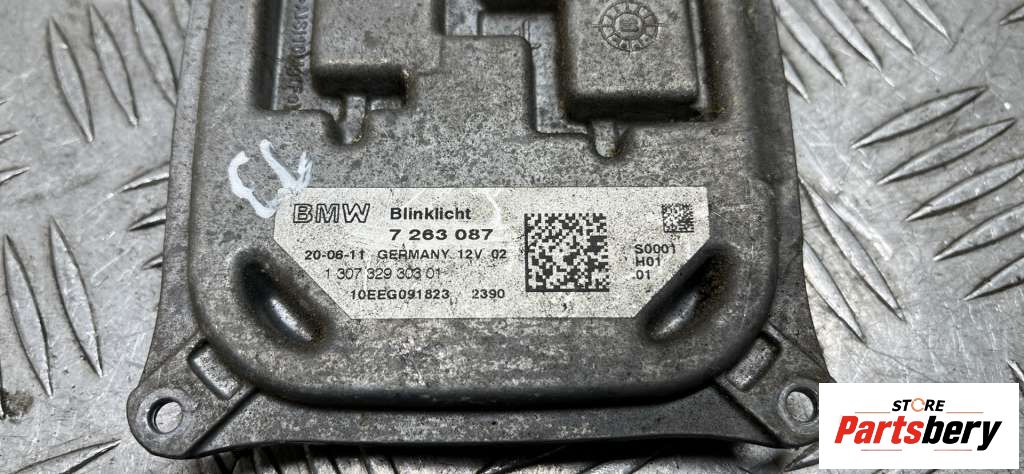 BMW Blinklicht
7 263 087
20-06-11 GERMANY 12V 02
1 307 329 303 01
10EEG091823 2390
S0001
H01
01
STORE
Partsbery